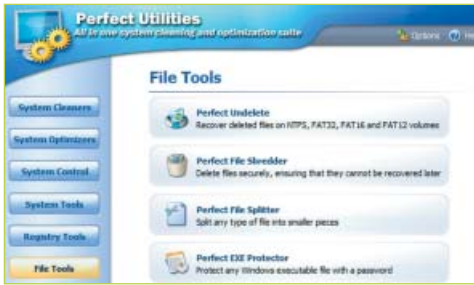 Perfect Utilities
All in one system cleaning and optimization suite
Options
File Tools
System Cleaners
System Optimizers
System Control
System Tools
Registry Tools
File Tools
Perfect Undelete
Recover deleted files on NTFS, FAT32, FAT16 and FAT12 volumes
Perfect File Shredder
Delete files securely, ensuring that they cannot be recovered later
Perfect File Splitter
Split any type of file into smaller pieces
Perfect EXE Protector
Protect any Windows executable file with a password